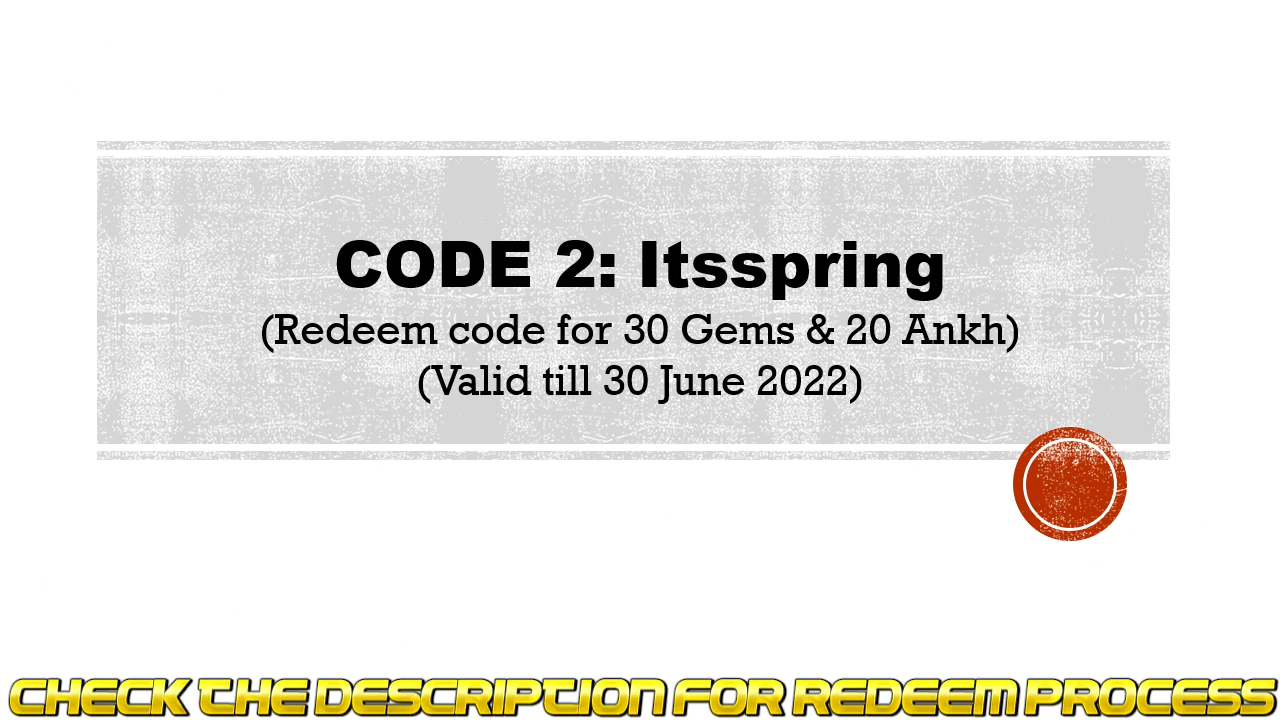 CODE 2: Itsspring
(Redeem code for 30 Gems & 20 Ankh)
(Valid till 30 June 2022)
CHECK THE DESCRIPTION FOR REDEEM PROCESS